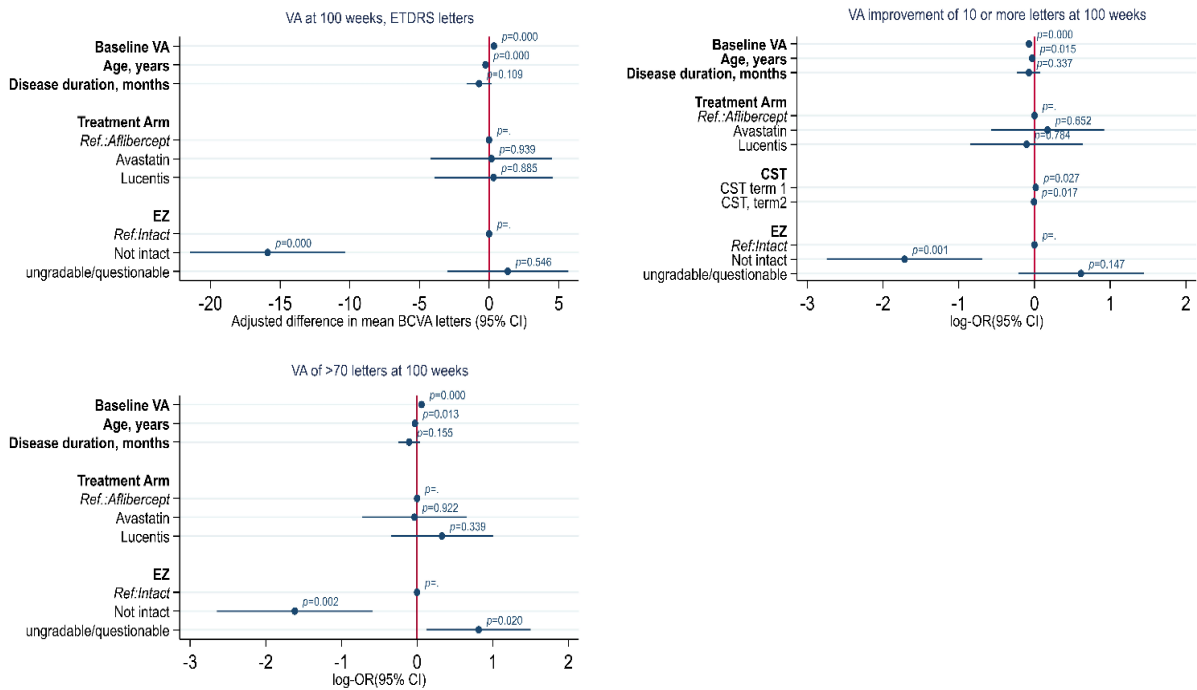 VA at 100 weeks, ETDRS letters
Baseline VA
p=0.000
Age, years
p=0.000
Disease duration, months
p=0.109
Treatment Arm
Ref.:Aflibercept
p=.
Avastatin
p=0.939
Lucentis
p=0.885
EZ
Ref:Intact
p=.
Not intact
p=0.000
ungradable/questionable
p=0.546
-20 -15 -10 -5 0 5
Adjusted difference in mean BCVA letters (95% CI)
VA improvement of 10 or more letters at 100 weeks
Baseline VA
p=0.000
Age, years
p=0.015
Disease duration, months
p=0.337
Treatment Arm
Ref.:Aflibercept
p=.
Avastatin
p=0.652
Lucentis
p=0.784
CST
CST term 1
p=0.027
CST, term2
p=0.017
EZ
Ref:Intact
p=.
Not intact
p=0.001
ungradable/questionable
p=0.147
-3 -2 -1 0 1 2
log-OR(95% CI)
VA of >70 letters at 100 weeks
Baseline VA
p=0.000
Age, years
p=0.013
Disease duration, months
p=0.155
Treatment Arm
Ref.:Aflibercept
p=.
Avastatin
p=0.922
Lucentis
p=0.339
EZ
Ref:Intact
p=.
Not intact
p=0.002
ungradable/questionable
p=0.020
-3 -2 -1 0 1 2
log-OR(95% CI)